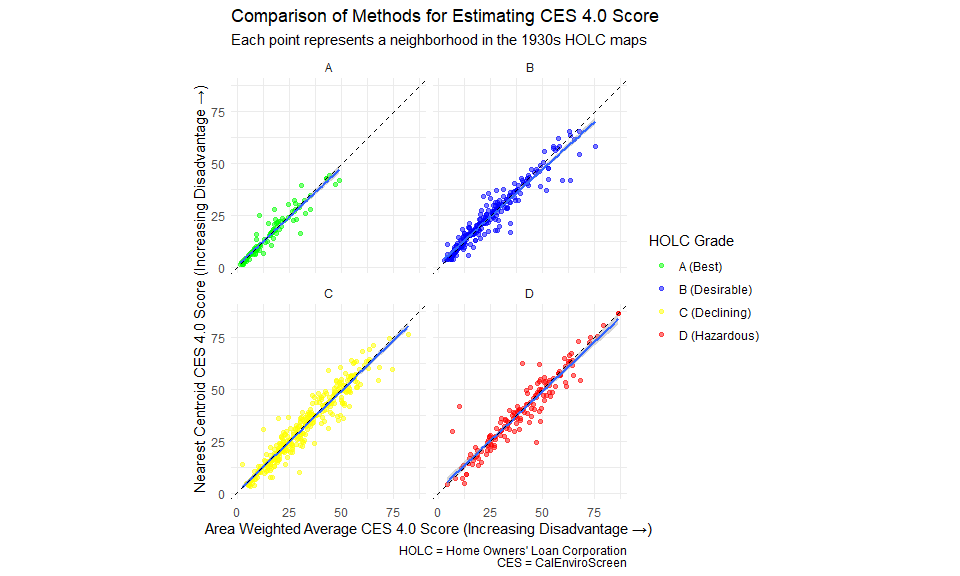 Comparison of Methods for Estimating CES 4.0 Score
Each point represents a neighborhood in the 1930s HOLC maps
A
B
75
50
25
0
C
D
75
50
25
0
0
25
50
75
0
25
50
75
Nearest Centroid CES 4.0 Score (Increasing Disadvantage →)
Area Weighted Average CES 4.0 Score (Increasing Disadvantage →)
HOLC Grade
A (Best)
B (Desirable)
C (Declining)
D (Hazardous)
HOLC = Home Owners' Loan Corporation
CES = CalEnviroScreen